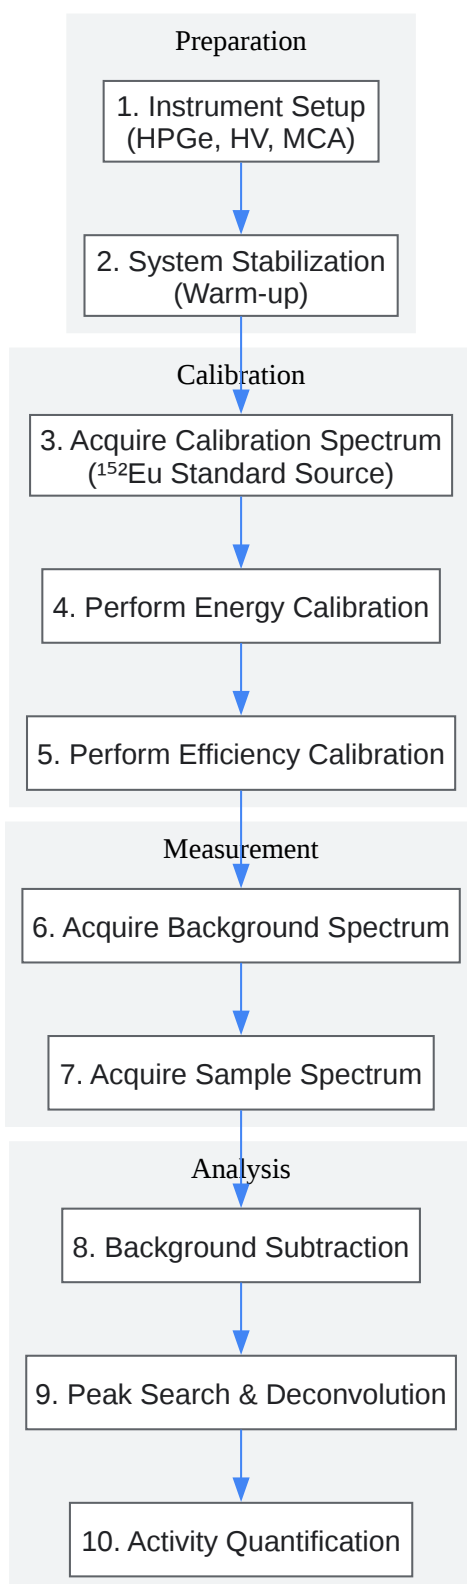 Preparation
1. Instrument Setup
(HPGe, HV, MCA)
2. System Stabilization
(Warm-up)
Calibration
3. Acquire Calibration Spectrum
(¹⁵²Eu Standard Source)
4. Perform Energy Calibration
5. Perform Efficiency Calibration
Measurement
6. Acquire Background Spectrum
7. Acquire Sample Spectrum
Analysis
8. Background Subtraction
9. Peak Search & Deconvolution
10. Activity Quantification